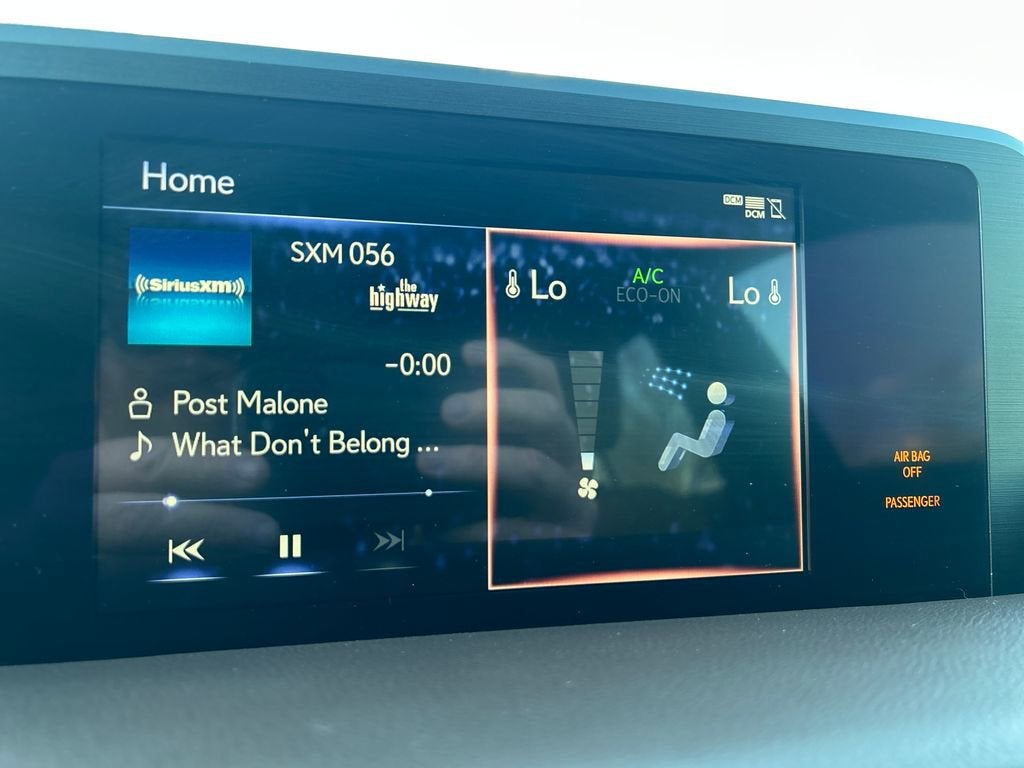 Home
DCM
DCM
SXM 056
((SiriusXM))
the
highway
-0:00
Post Malone
What Don't Belong ...
Lo
A/C
ECO-ON
Lo
AIR BAG
OFF
PASSENGER